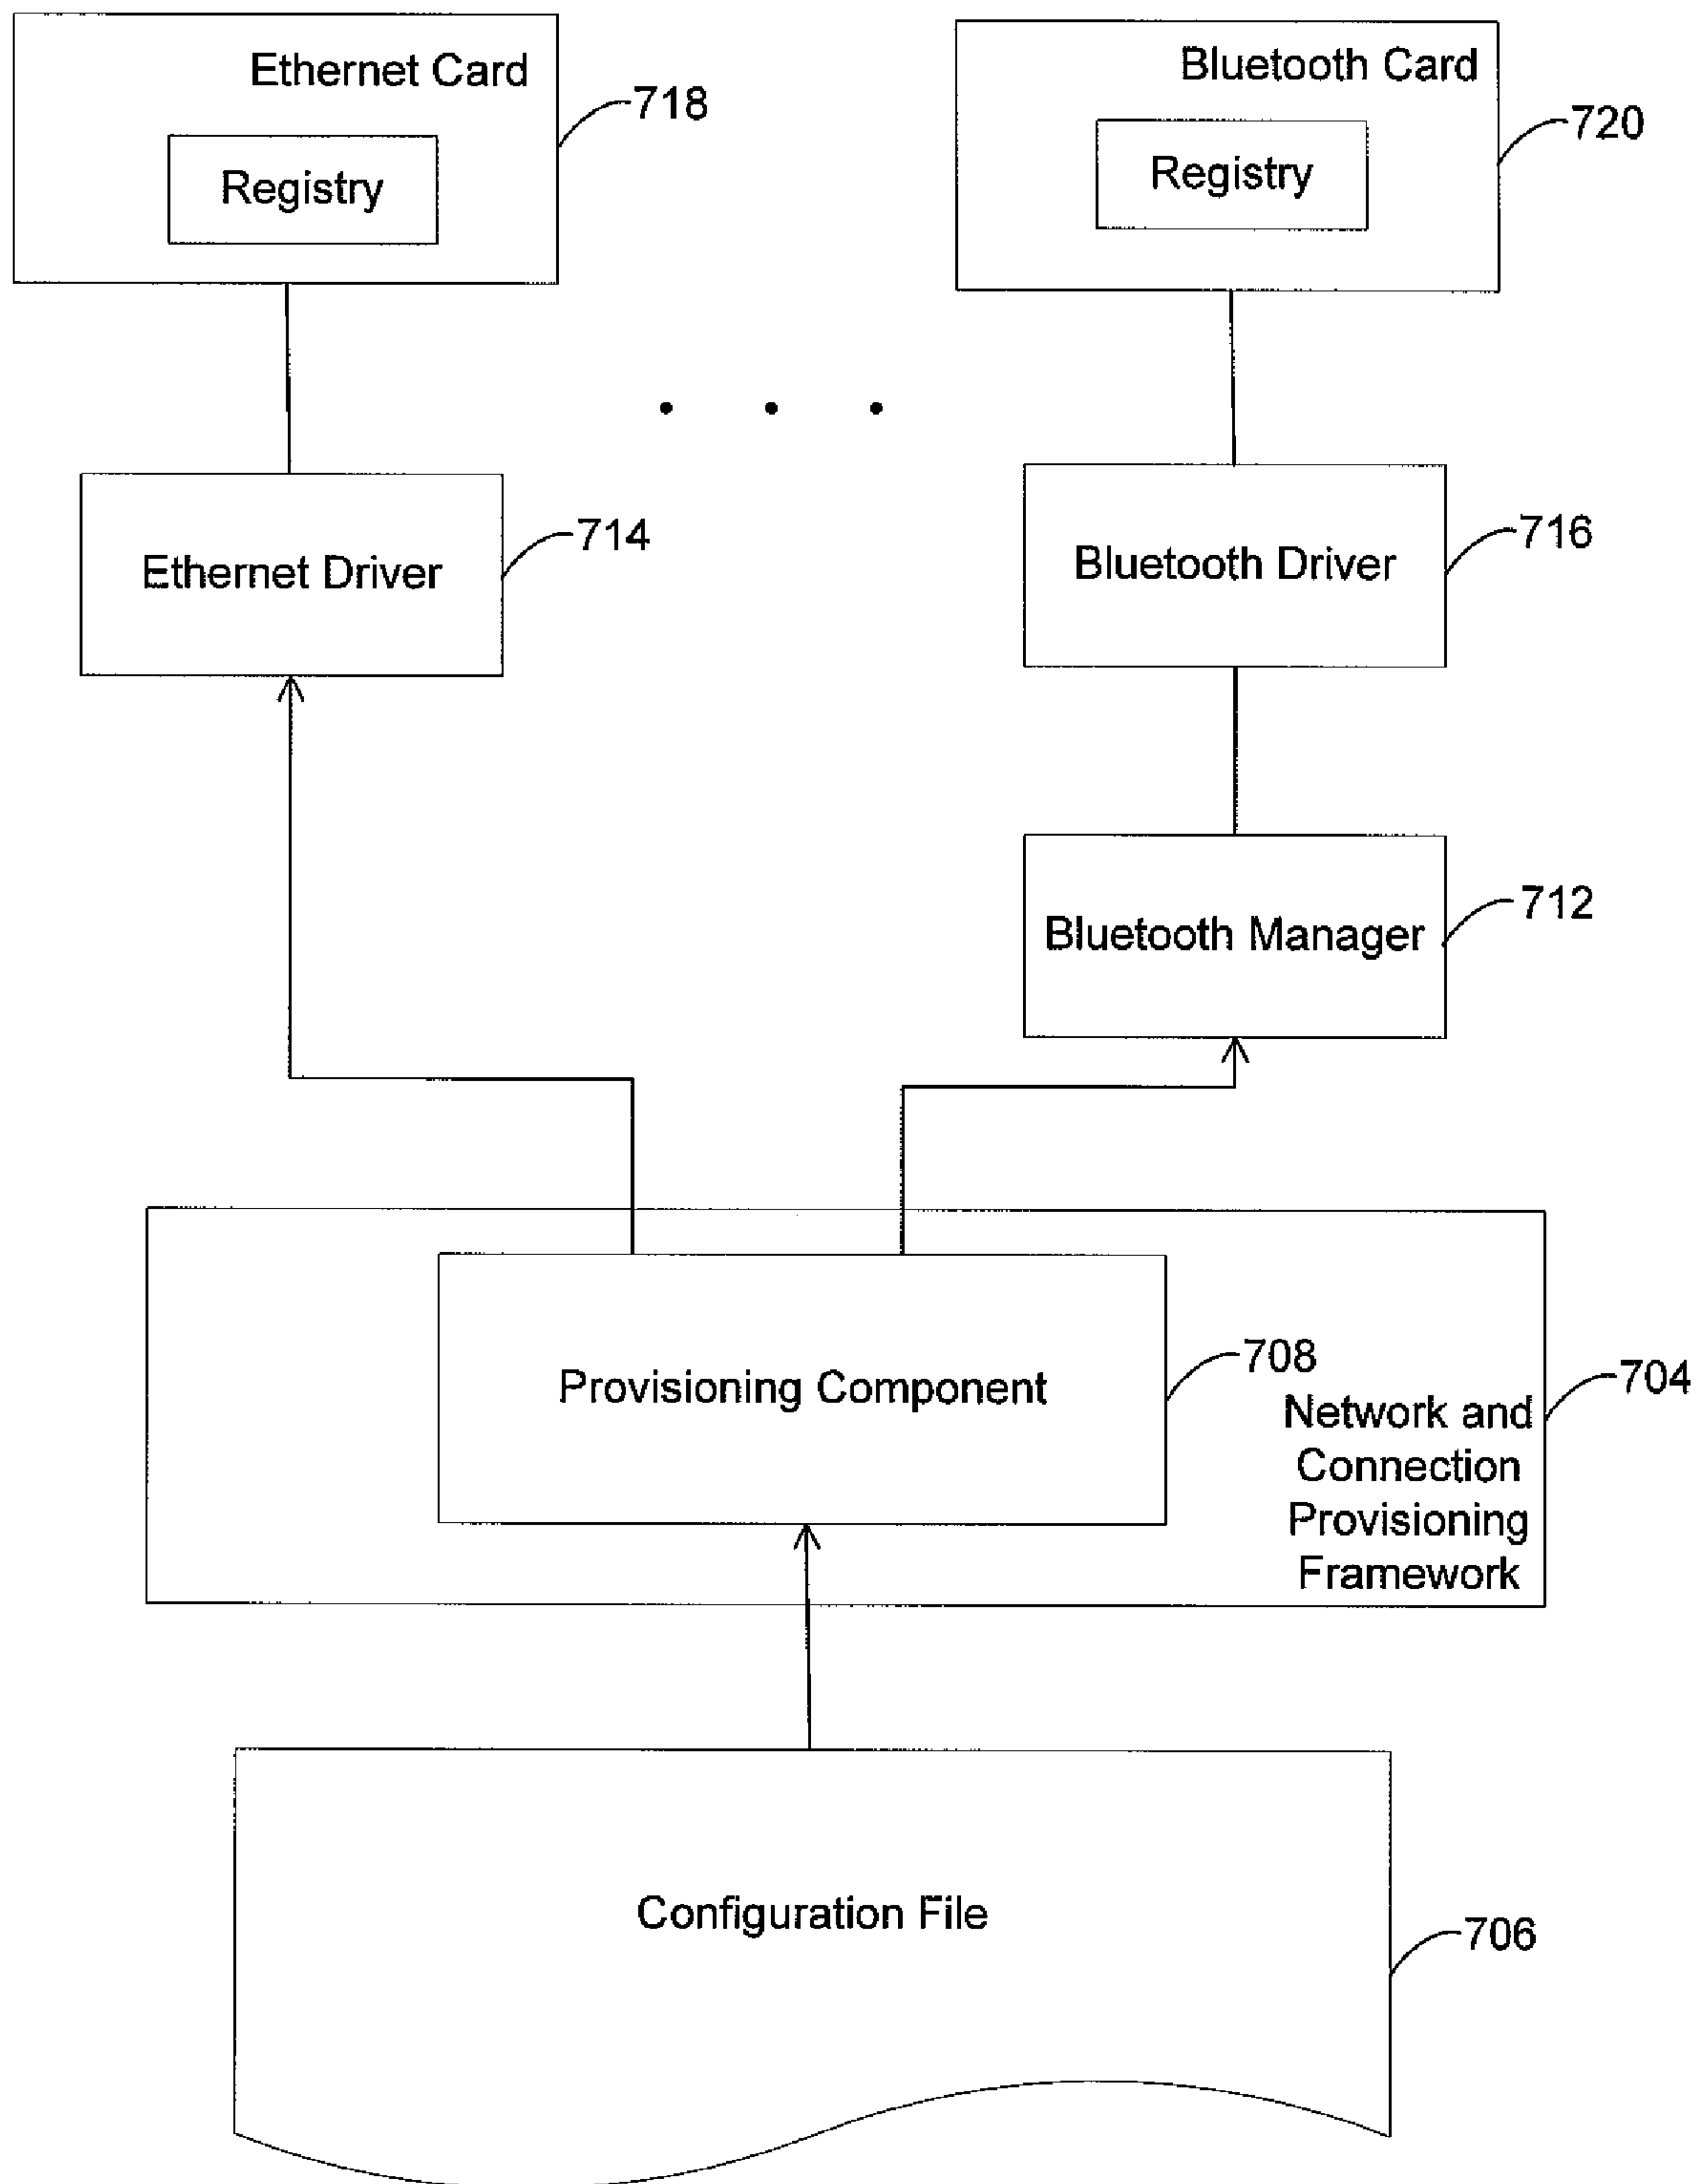 Ethernet Card
718
Registry
Bluetooth Card
720
Registry
Ethernet Driver
714
Bluetooth Driver
716
Bluetooth Manager
712
Provisioning Component
708
704
Network and
Connection
Provisioning
Framework
Configuration File
706